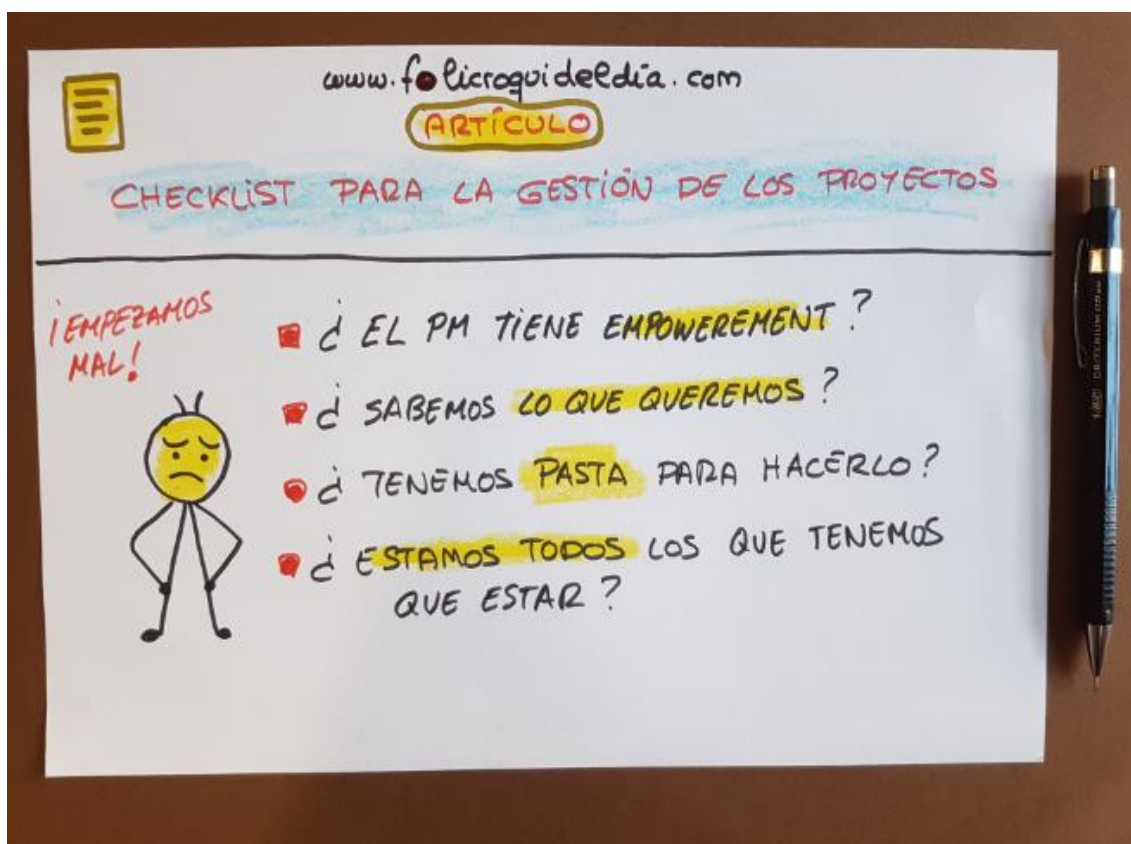 www.folicroquideldia.com
ARTÍCULO
CHECKLIST PARA LA GESTIÓN DE LOS PROYECTOS
¡EMPEZAMOS
MAL!
¿EL PM TIENE EMPOWEREMENT?
¿SABEMOS LO QUE QUEREMOS?
¿TENEMOS PASTA PARA HACERLO?
¿ESTAMOS TODOS LOS QUE TENEMOS
QUE ESTAR?